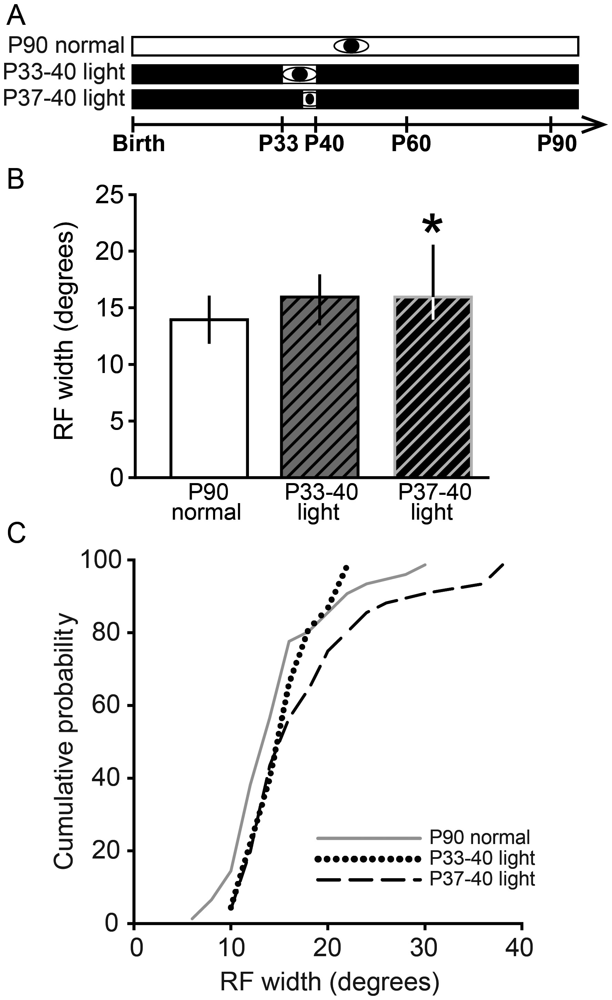 A
P90 normal
P33-40 light
P37-40 light
Birth P33 P40 P60 P90
B
25
20
15
10
5
0
RF width (degrees)
*
P90 normal
P33-40 light
P37-40 light
C
100
80
60
40
20
0
Cumulative probability
P90 normal
P33-40 light
P37-40 light
0 10 20 30 40
RF width (degrees)